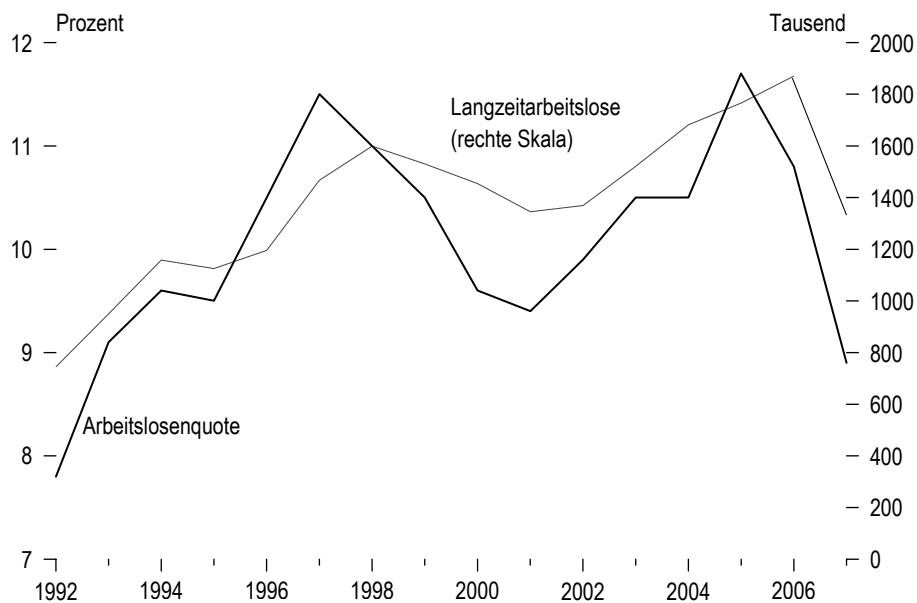 Prozent
Tausend
12
2000
1800
Langzeitarbeitslose
(rechte Skala)
11
1600
1400
10
1200
1000
9
800
600
Arbeitslosenquote
8
400
200
7
0
1992 1994 1996 1998 2000 2002 2004 2006